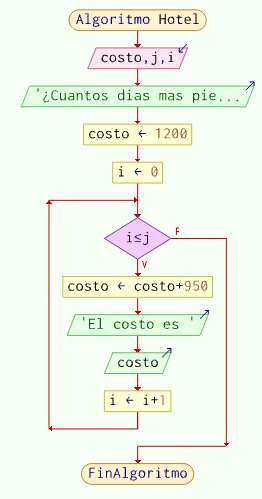 Algoritmo Hotel
costo,j,i
'¿Cuantos dias mas pie...
costo ← 1200
i ← 0
i≤j
F
V
costo ← costo+950
'El costo es '
costo
i ← i+1
FinAlgoritmo